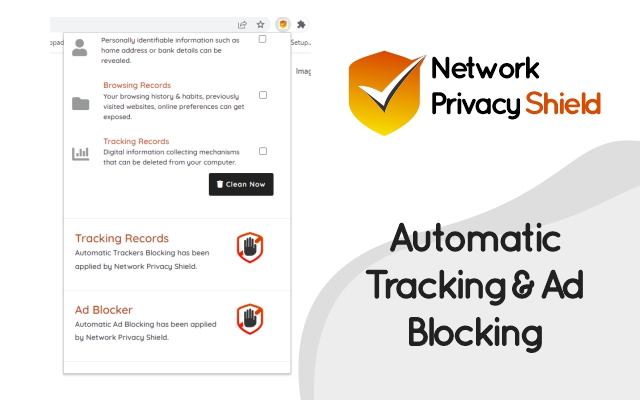 Setup..
Imag
Personally identifiable information such as
home address or bank details can be
revealed.
Browsing Records
Your browsing history & habits, previously
visited websites, online preferences can get
exposed.
Tracking Records
Digital information collecting mechanisms
that can be deleted from your computer.
Clean Now
Tracking Records
Automatic Trackers Blocking has been
applied by Network Privacy Shield.
Ad Blocker
Automatic Ad Blocking has been applied
by Network Privacy Shield.
Network
Privacy Shield
Automatic
Tracking & Ad
Blocking